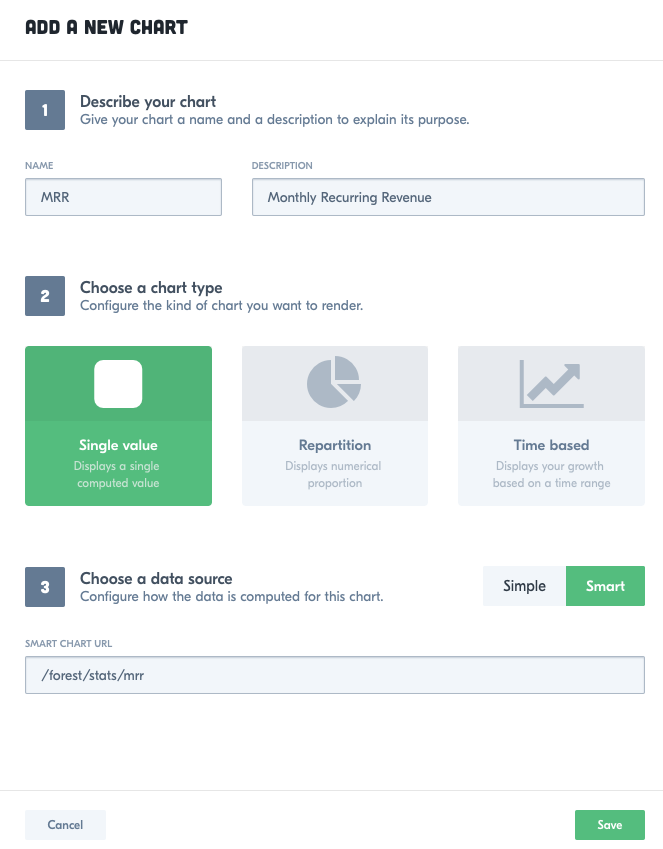 ADD A NEW CHART
1
Describe your chart
Give your chart a name and a description to explain its purpose.
NAME
DESCRIPTION
MRR
Monthly Recurring Revenue
2
Choose a chart type
Configure the kind of chart you want to render.
Single value
Displays a single
computed value
Repartition
Displays numerical
proportion
Time based
Displays your growth
based on a time range
3
Choose a data source
Configure how the data is computed for this chart.
Simple
Smart
SMART CHART URL
/forest/stats/mrr
Cancel
Save